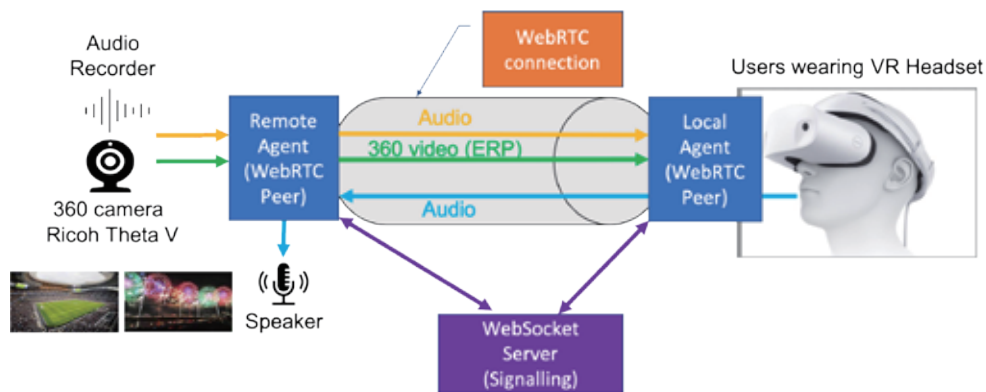 Audio
Recorder
360 camera
Ricoh Theta V
Remote
Agent
(WebRTC
Peer)
Speaker
WebRTC
connection
Audio
360 video (ERP)
Audio
WebSocket
Server
(Signalling)
Local
Agent
(WebRTC
Peer)
Users wearing VR Headset